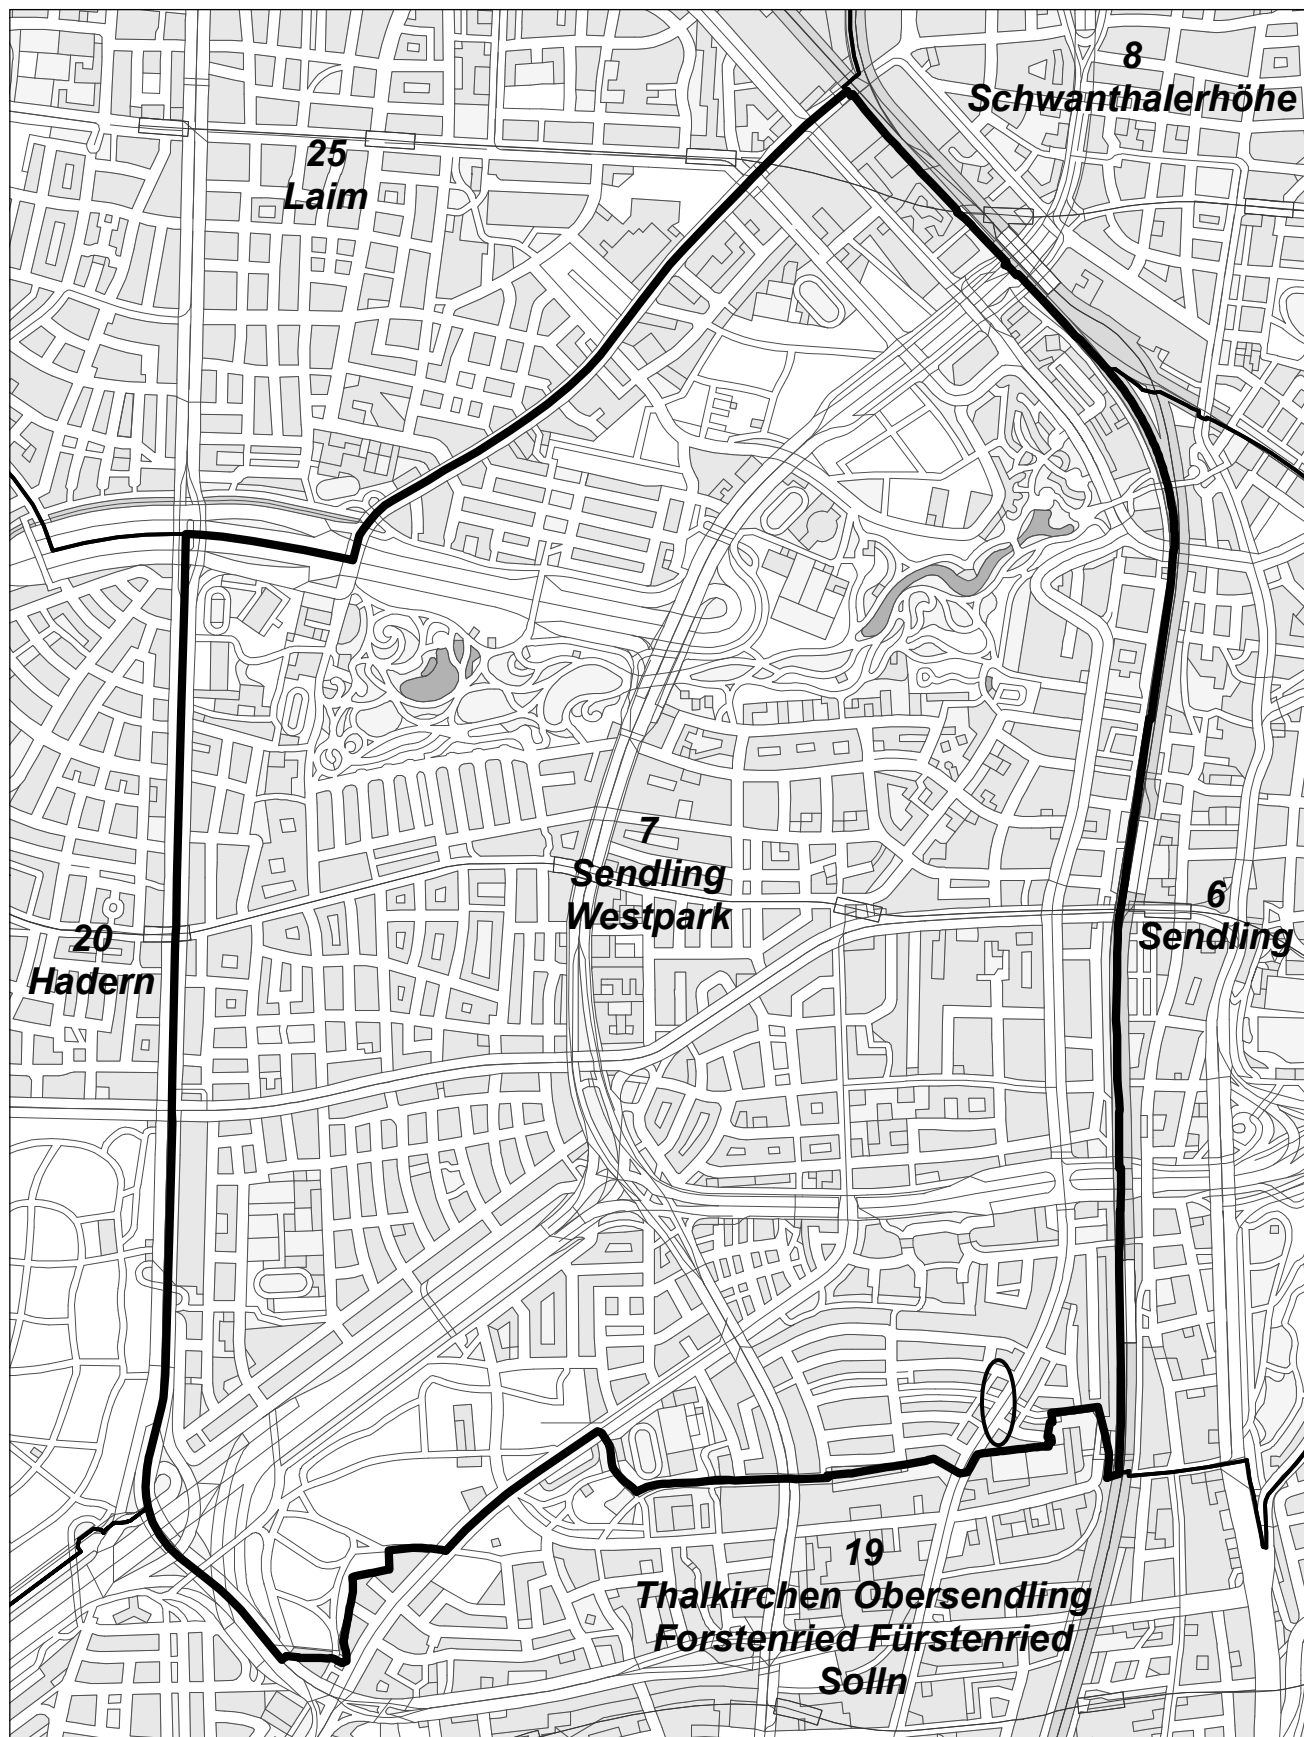 8
Schwanthalerhöhe
25
Laim
7
Sendling
Westpark
6
Sendling
20
Hadern
19
Thalkirchen Obersendling
Forstenried Fürstenried
Solln